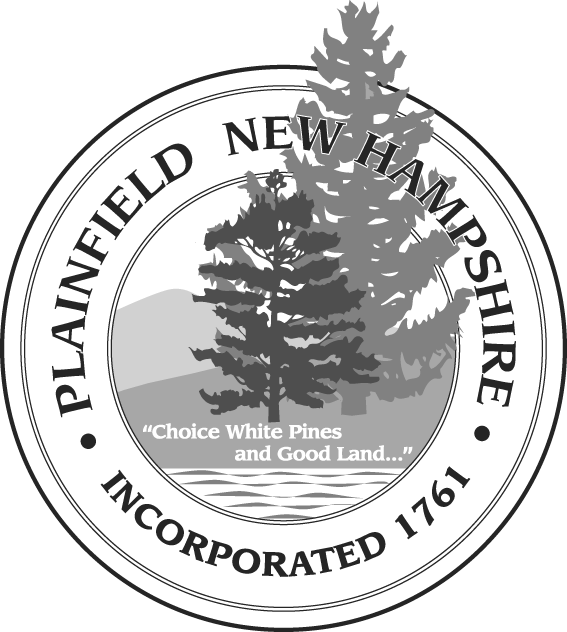 PLAINFIELD NEW HAMPSHIRE
“Choice White Pines
and Good Land...”
• INCORPORATED 1761 •